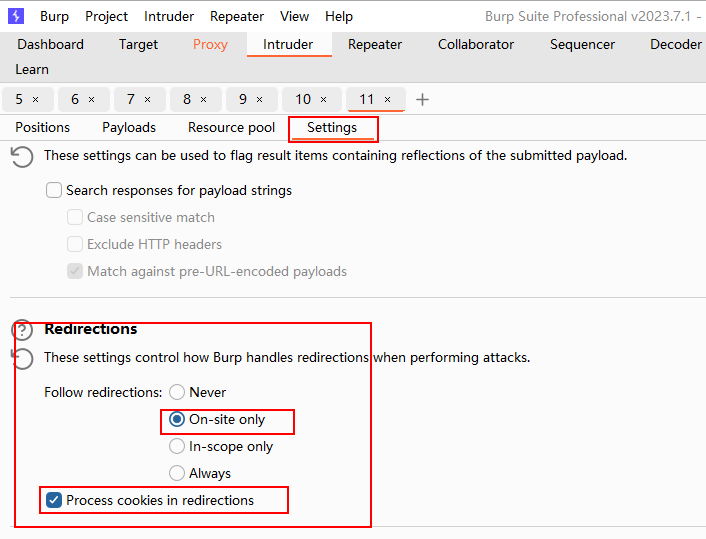 Burp Project Intruder Repeater View Help Burp Suite Professional v2023.7.1 -
Dashboard Target Proxy Intruder Repeater Collaborator Sequencer Decoder
Learn
5 × 6 × 7 × 8 × 9 × 10 × 11 × +
Positions Payloads Resource pool Settings
These settings can be used to flag result items containing reflections of the submitted payload.
Search responses for payload strings
Case sensitive match
Exclude HTTP headers
Match against pre-URL-encoded payloads
? Redirections
These settings control how Burp handles redirections when performing attacks.
Follow redirections: Never
On-site only
In-scope only
Always
Process cookies in redirections